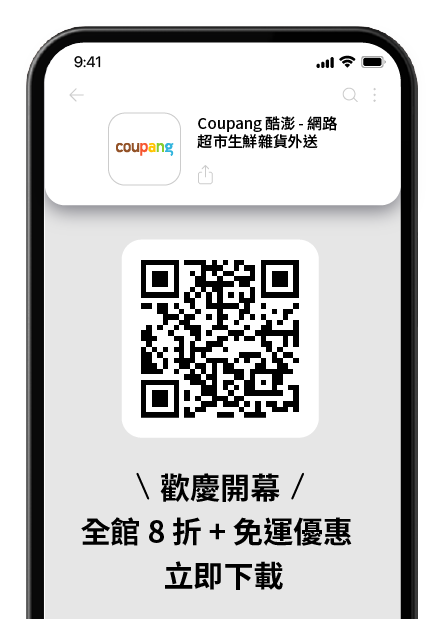 9:41
Coupang 酷澎 - 網路
超市生鮮雜貨外送
coupang
\ 歡慶開幕 /
全館 8 折 + 免運優惠
立即下載